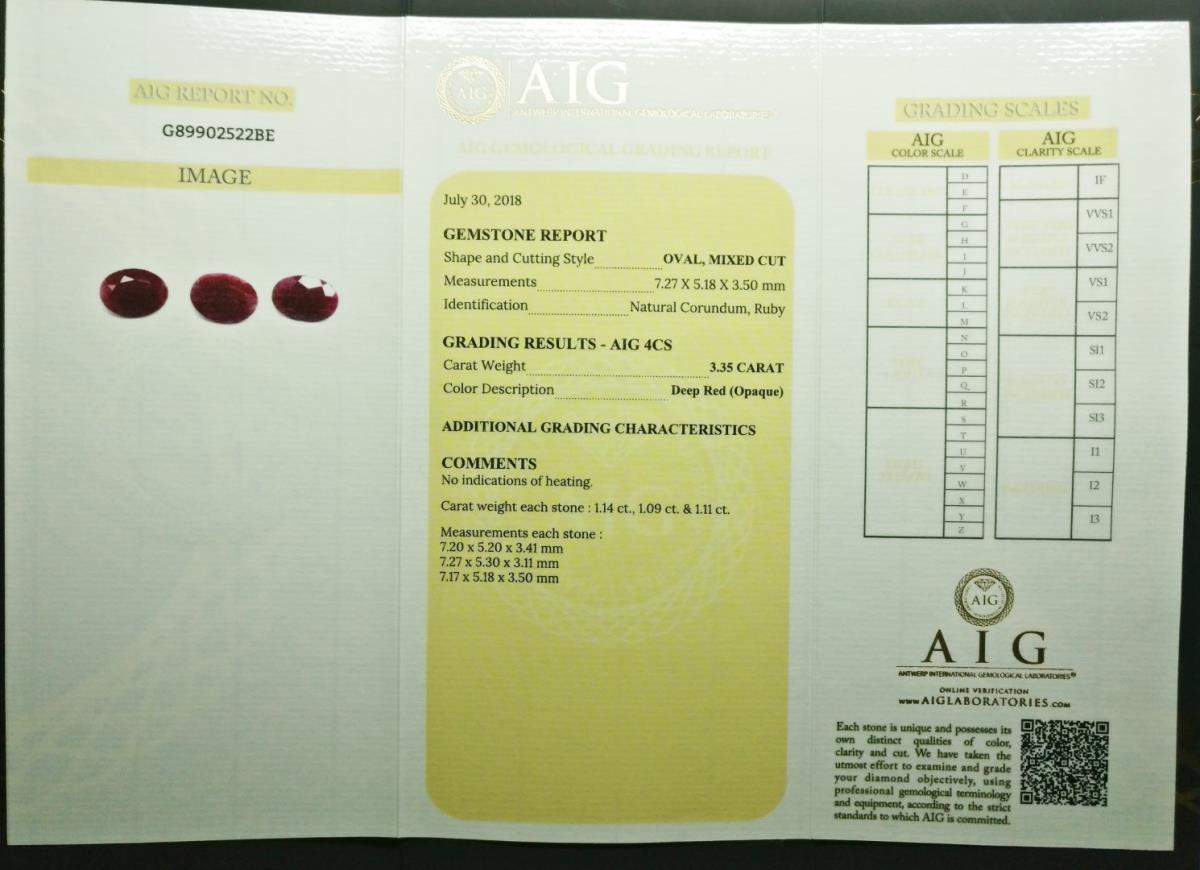 AIG REPORT NO.
G89902522BE
IMAGE
AIG
AIG
ANTWERP INTERNATIONAL GEMOLOGICAL LABORATORIES®
AIG GEMOLOGICAL GRADING REPORT
July 30, 2018
GEMSTONE REPORT
Shape and Cutting Style OVAL, MIXED CUT
Measurements 7.27 X 5.18 X 3.50 mm
Identification Natural Corundum, Ruby
GRADING RESULTS - AIG 4CS
Carat Weight 3.35 CARAT
Color Description Deep Red (Opaque)
ADDITIONAL GRADING CHARACTERISTICS
COMMENTS
No indications of heating.
Carat weight each stone : 1.14 ct., 1.09 ct. & 1.11 ct.
Measurements each stone :
7.20 x 5.20 x 3.41 mm
7.27 x 5.30 x 3.11 mm
7.17 x 5.18 x 3.50 mm
GRADING SCALES
AIG
COLOR SCALE
D
E
F
G
H
I
J
K
L
M
N
O
P
Q
R
S
T
U
V
W
X
Y
Z
AIG
CLARITY SCALE
IF
VVS1
VVS2
VS1
VS2
SI1
SI2
SI3
I1
I2
I3
AIG
AIG
ANTWERP INTERNATIONAL GEMOLOGICAL LABORATORIES®
ONLINE VERIFICATION
www.AIGLABORATORIES.COM
Each stone is unique and possesses its
own distinct qualities of color,
clarity and cut. We have taken the
utmost effort to examine and grade
your diamond objectively, using
professional gemological terminology
and equipment, according to the strict
standards to which AIG is committed.